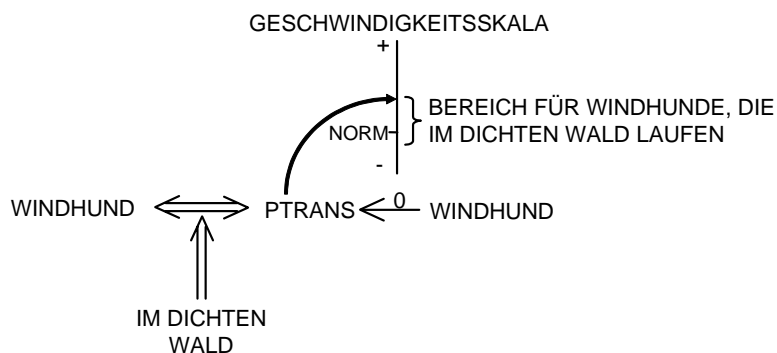 GESCHWINDIGKEITSSKALA
+
BEREICH FÜR WINDHUNDE, DIE
IM DICHTEN WALD LAUFEN
NORM
-
WINDHUND PTRANS 0 WINDHUND
IM DICHTEN
WALD